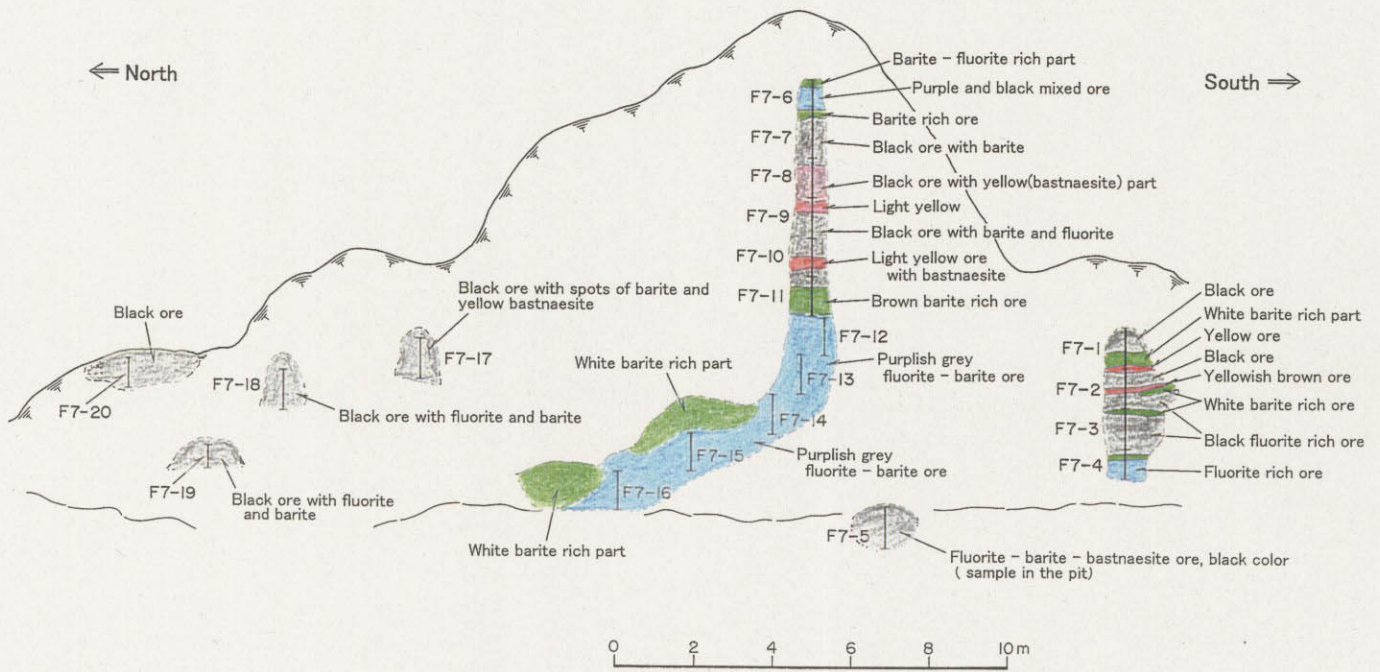 ⇐ North
South ⇒
Barite - fluorite rich part
F7-6
Purple and black mixed ore
Barite rich ore
F7-7
Black ore with barite
F7-8
Black ore with yellow(bastnaesite) part
Light yellow
F7-9
Black ore with barite and fluorite
F7-10
Light yellow ore
with bastnaesite
F7-11
Brown barite rich ore
F7-12
Purplish grey
fluorite - barite ore
F7-13
F7-14
White barite rich part
F7-15
Purplish grey
fluorite - barite ore
F7-16
White barite rich part
Black ore with spots of barite and
yellow bastnaesite
F7-17
Black ore
F7-20
F7-18
Black ore with fluorite and barite
F7-19
Black ore with fluorite
and barite
Black ore
White barite rich part
F7-1
Yellow ore
Black ore
F7-2
Yellowish brown ore
White barite rich ore
F7-3
Black fluorite rich ore
F7-4
Fluorite rich ore
F7-5
Fluorite - barite - bastnaesite ore, black color
( sample in the pit)
0 2 4 6 8 10 m